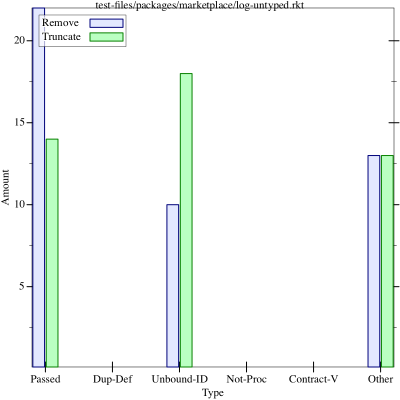 test-files/packages/marketplace/log-untyped.rkt
Remove
Truncate
20
15
10
5
Amount
Passed Dup-Def Unbound-ID Not-Proc Contract-V Other
Type